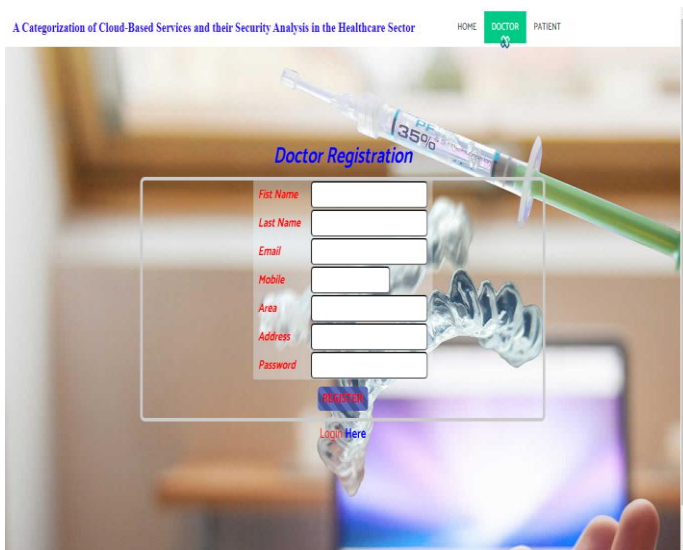 A Categorization of Cloud-Based Services and their Security Analysis in the Healthcare Sector HOME DOCTOR PATIENT
35%
Doctor Registration
Fist Name
Last Name
Email
Mobile
Area
Address
Password
REGISTER
Login Here